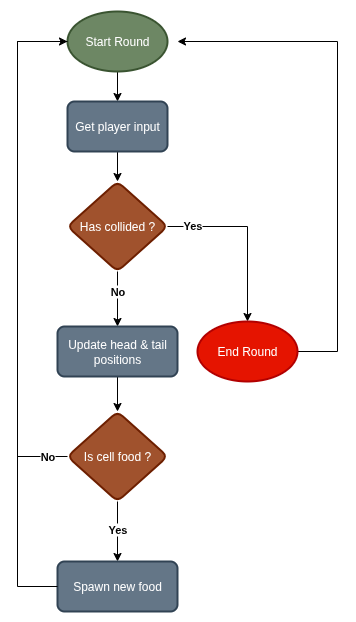 Start Round
Get player input
Has collided ?
Yes
No
Update head & tail
positions
End Round
Is cell food ?
No
Yes
Spawn new food